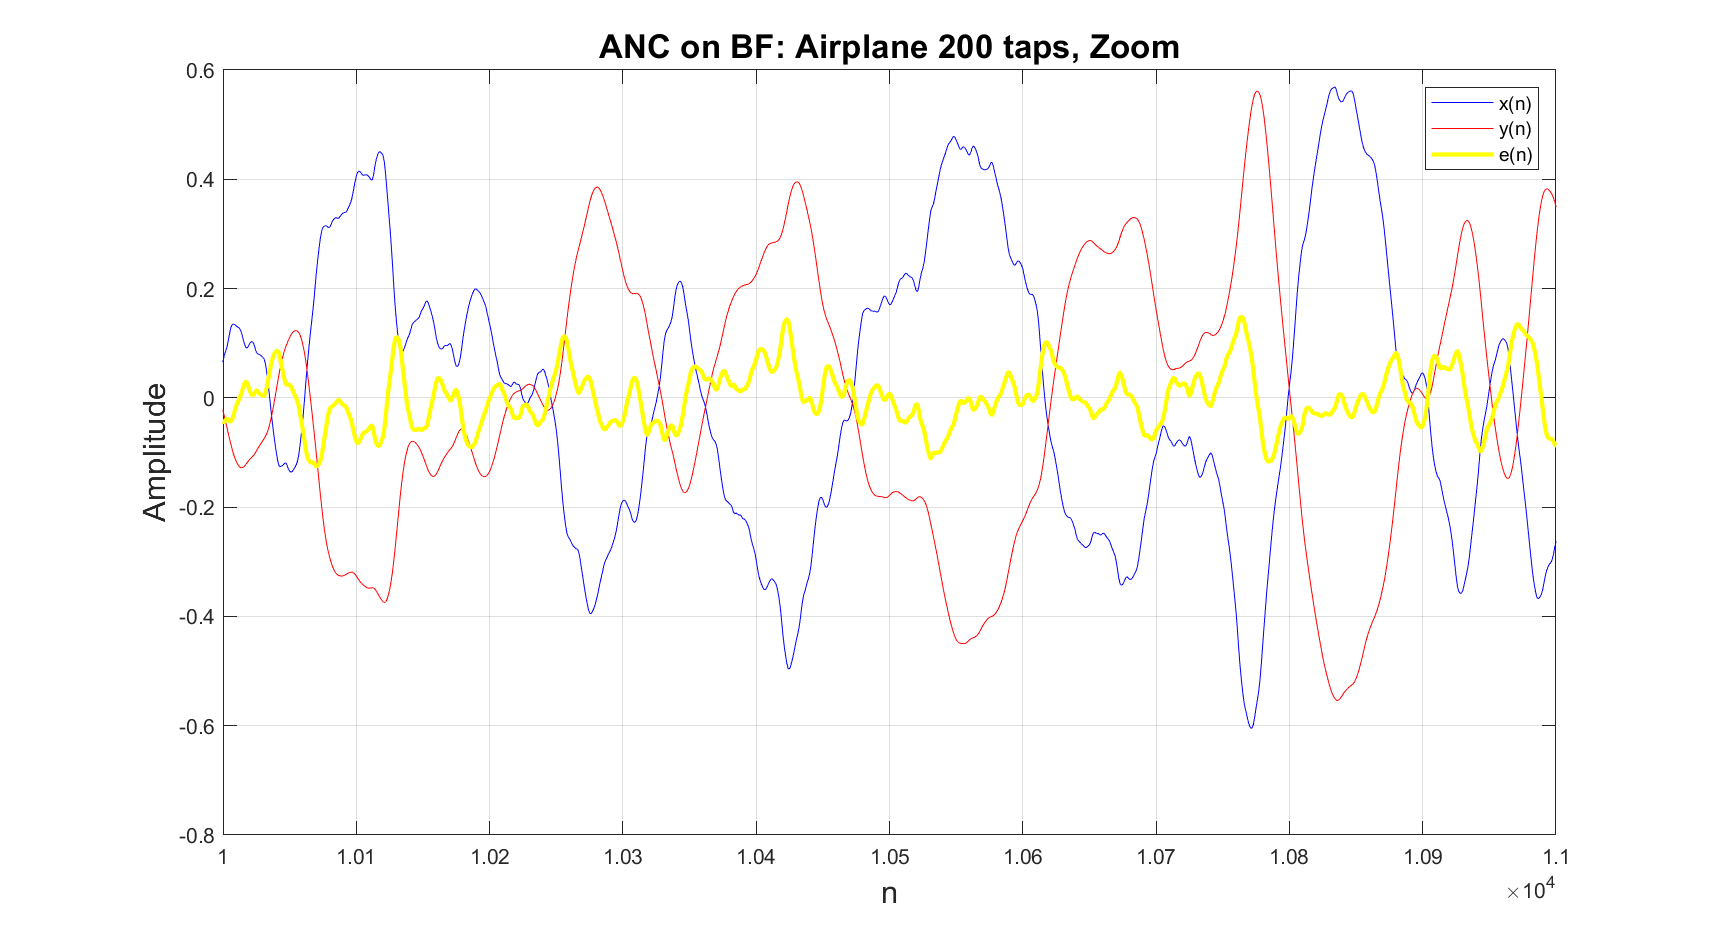 ANC on BF: Airplane 200 taps, Zoom
x(n)
y(n)
e(n)
Amplitude
0.6
0.4
0.2
0
-0.2
-0.4
-0.6
-0.8
1 1.01 1.02 1.03 1.04 1.05 1.06 1.07 1.08 1.09 1.1
n
×10⁴